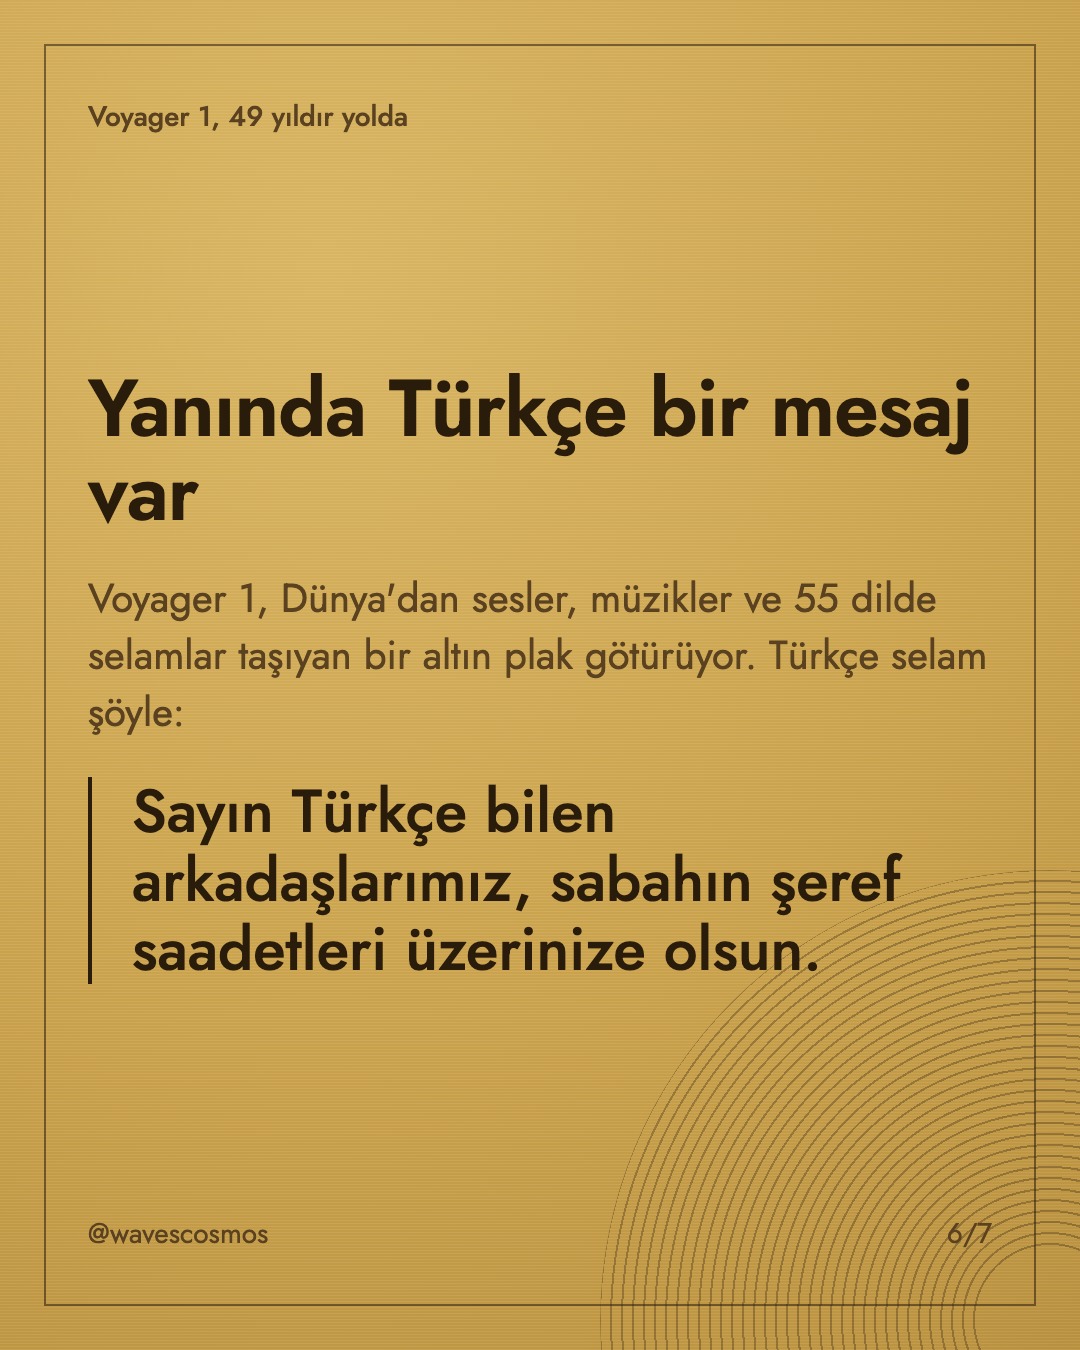 Voyager 1, 49 yıldır yolda
Yanında Türkçe bir mesaj
var
Voyager 1, Dünya'dan sesler, müzikler ve 55 dilde
selamlar taşıyan bir altın plak götürüyor. Türkçe selam
şöyle:
Sayın Türkçe bilen
arkadaşlarımız, sabahın şeref
saadetleri üzerinize olsun.
@wavescosmos
6/7